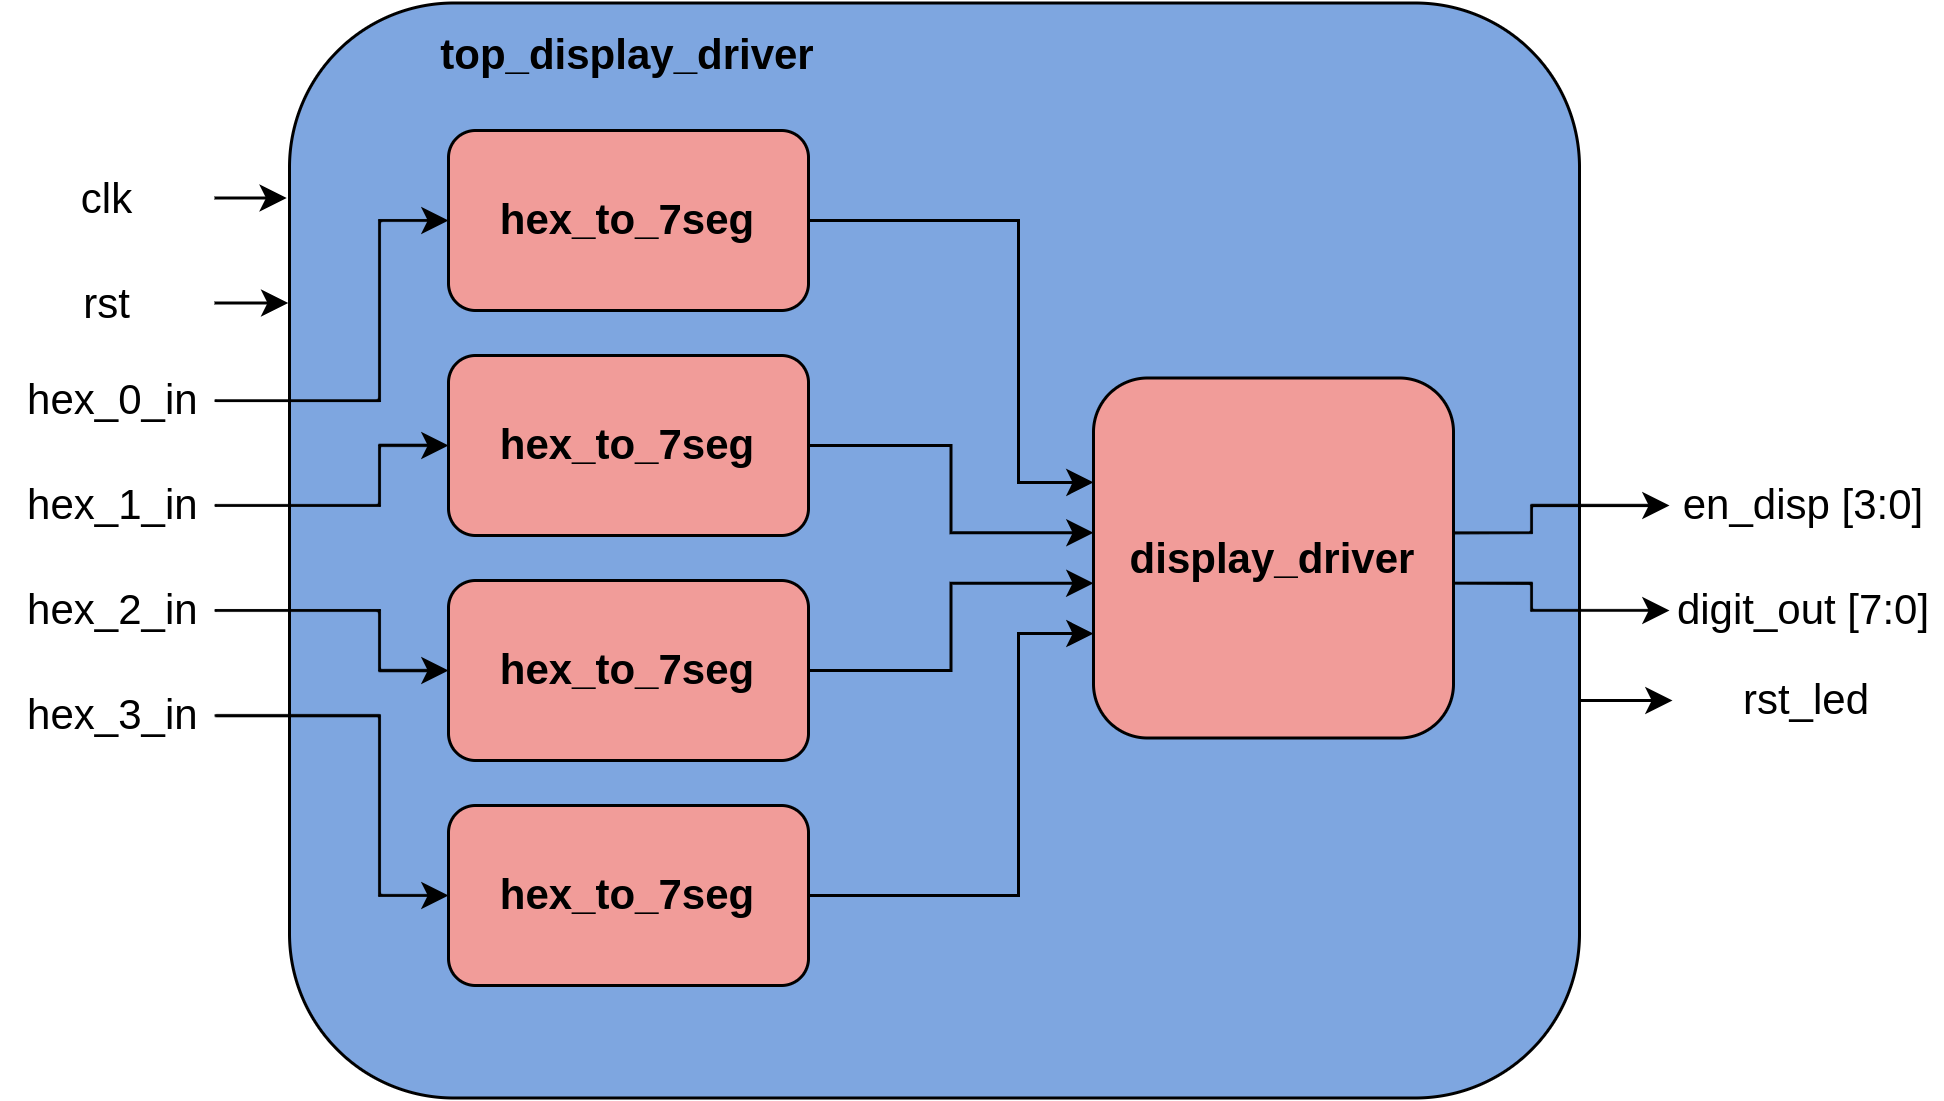 top_display_driver
clk
rst
hex_0_in
hex_1_in
hex_2_in
hex_3_in
hex_to_7seg
hex_to_7seg
hex_to_7seg
hex_to_7seg
display_driver
en_disp [3:0]
digit_out [7:0]
rst_led